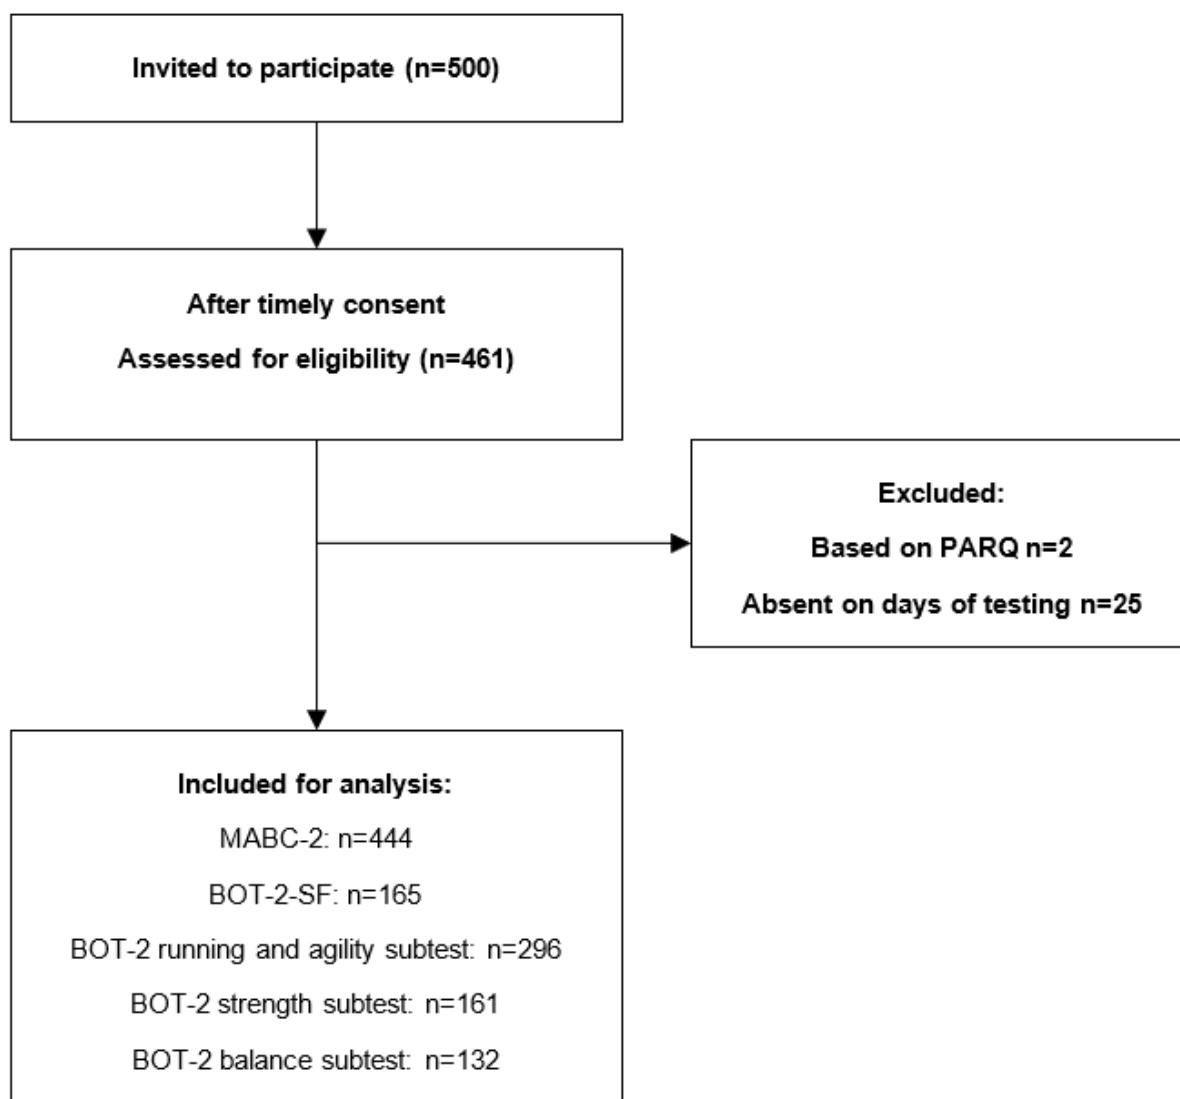 Invited to participate (n=500)
After timely consent
Assessed for eligibility (n=461)
Excluded:
Based on PARQ n=2
Absent on days of testing n=25
Included for analysis:
MABC-2: n=444
BOT-2-SF: n=165
BOT-2 running and agility subtest: n=296
BOT-2 strength subtest: n=161
BOT-2 balance subtest: n=132